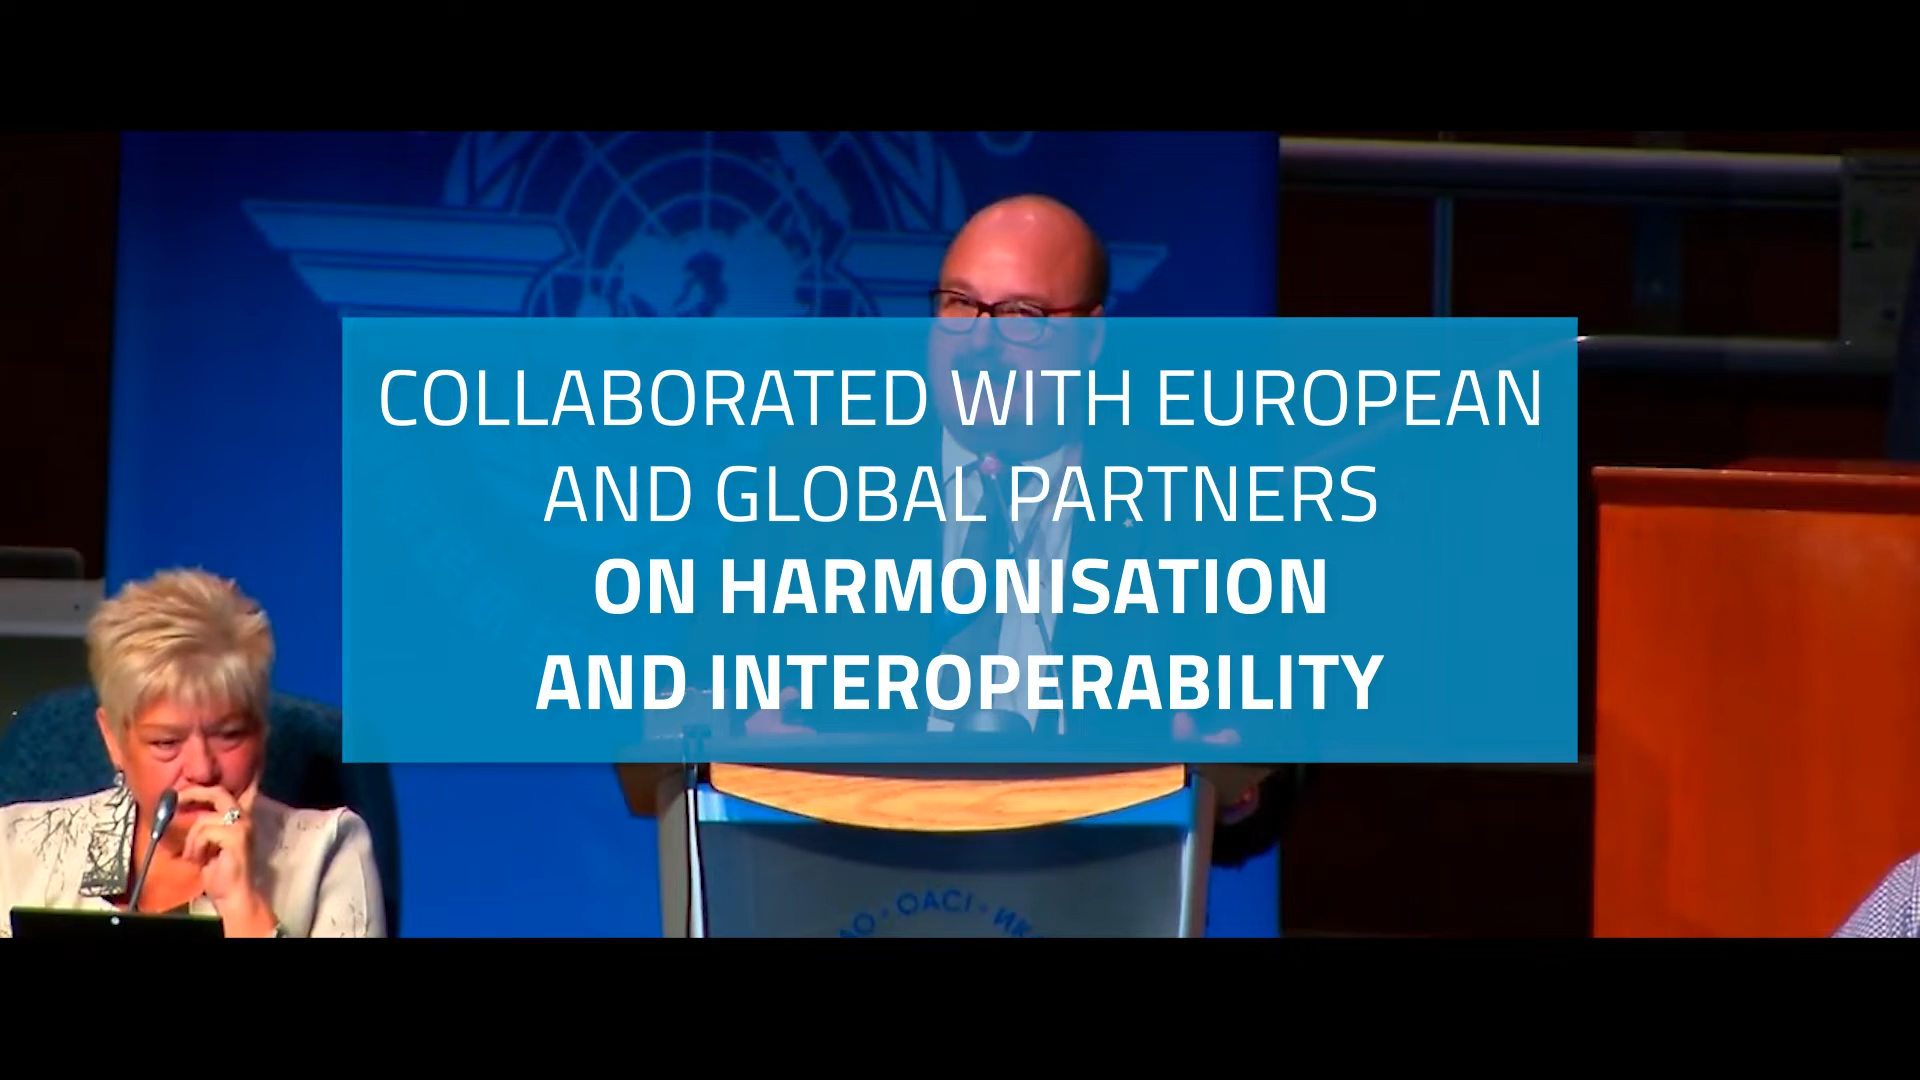 COLLABORATED WITH EUROPEAN
AND GLOBAL PARTNERS
ON HARMONISATION
AND INTEROPERABILITY
OACI